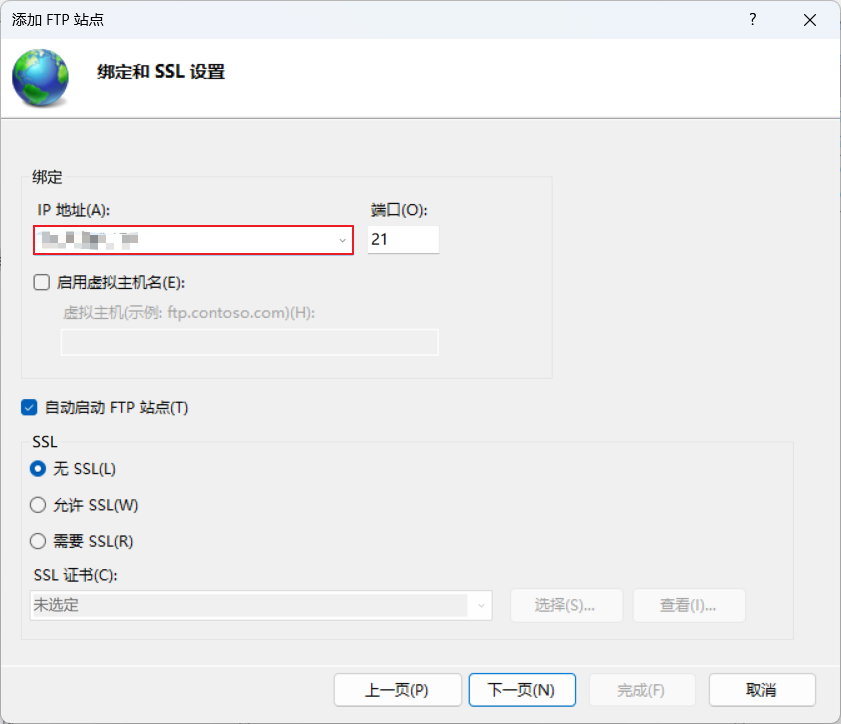 添加 FTP 站点
?
绑定和 SSL 设置
绑定
IP 地址(A):
端口(O):
21
启用虚拟主机名(E):
虚拟主机(示例: ftp.contoso.com)(H):
自动启动 FTP 站点(T)
SSL
无 SSL(L)
允许 SSL(W)
需要 SSL(R)
SSL 证书(C):
未选定
选择(S)...
查看(I)...
上一页(P)
下一页(N)
完成(F)
取消